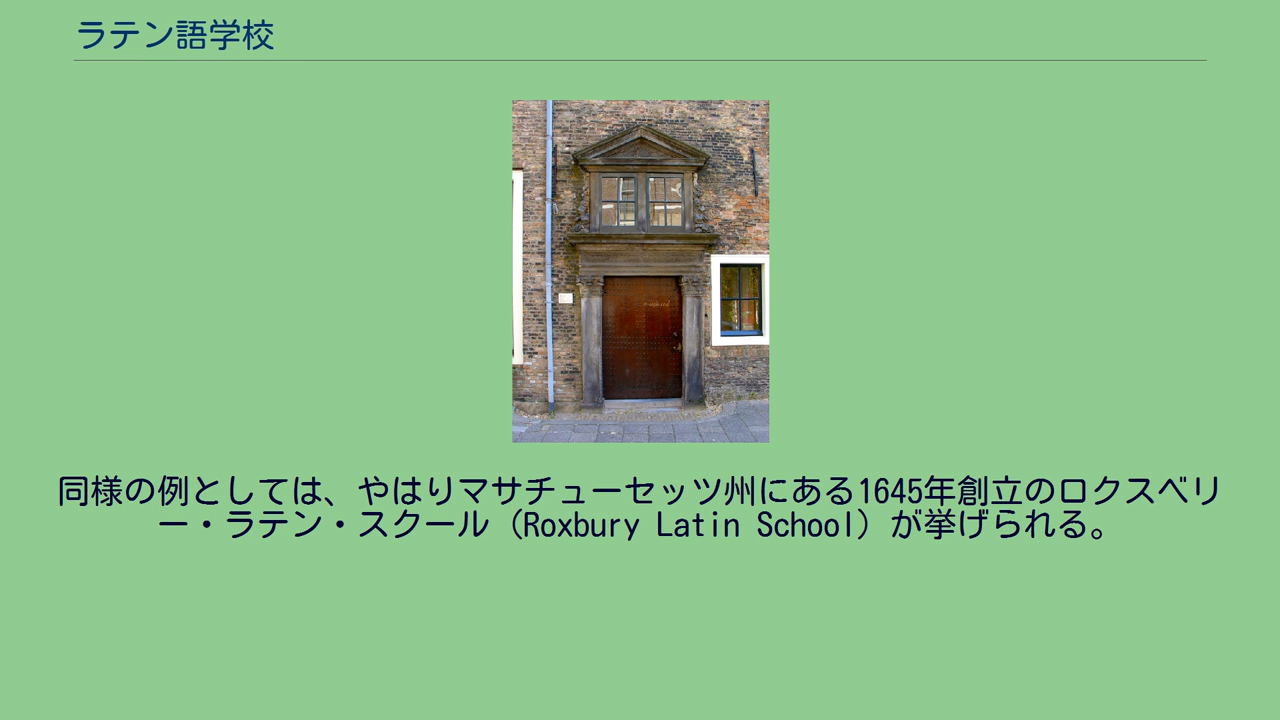 ラテン語学校
同様の例としては、やはりマサチューセッツ州にある1645年創立のロクスベリ
ー・ラテン・スクール（Roxbury Latin School）が挙げられる。